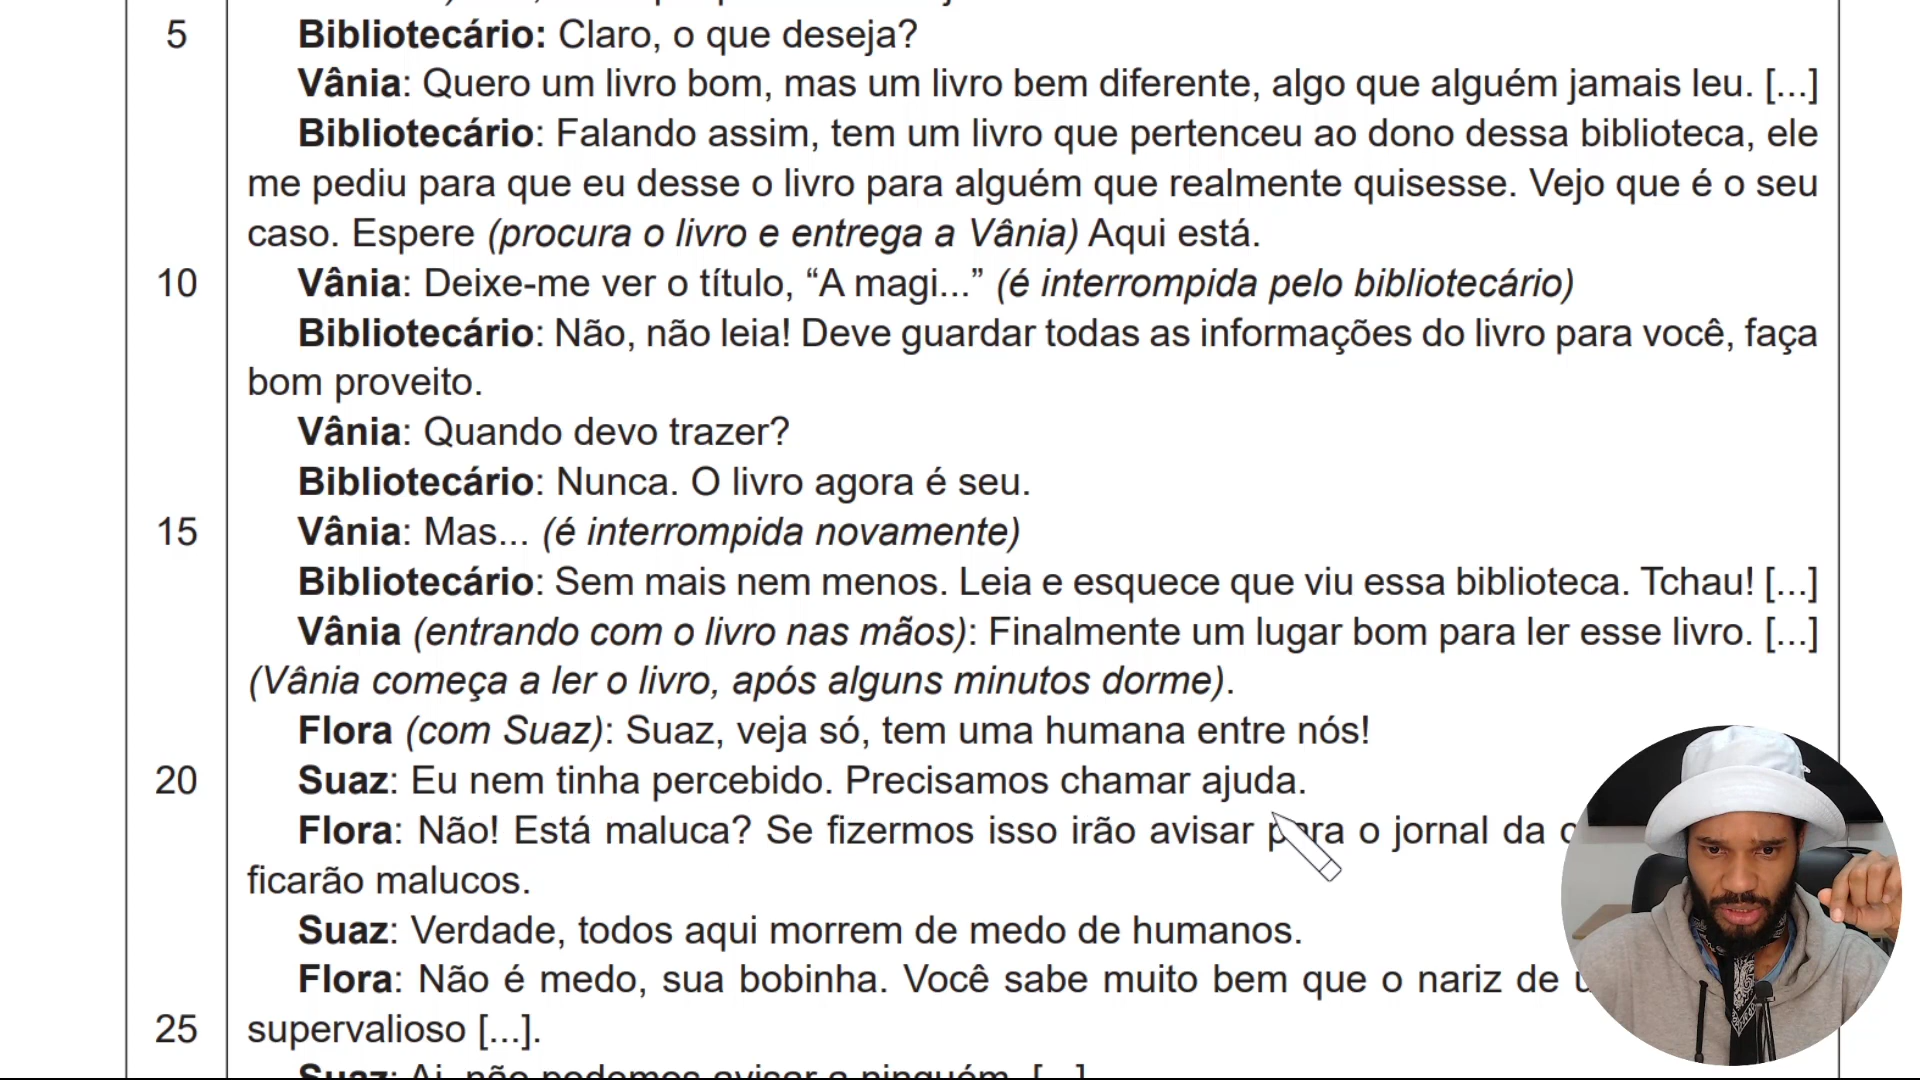 5 Bibliotecário: Claro, o que deseja?
Vânia: Quero um livro bom, mas um livro bem diferente, algo que alguém jamais leu. [...]
Bibliotecário: Falando assim, tem um livro que pertenceu ao dono dessa biblioteca, ele
me pediu para que eu desse o livro para alguém que realmente quisesse. Vejo que é o seu
caso. Espere (procura o livro e entrega a Vânia) Aqui está.
10 Vânia: Deixe-me ver o título, “A magi...” (é interrompida pelo bibliotecário)
Bibliotecário: Não, não leia! Deve guardar todas as informações do livro para você, faça
bom proveito.
Vânia: Quando devo trazer?
Bibliotecário: Nunca. O livro agora é seu.
15 Vânia: Mas... (é interrompida novamente)
Bibliotecário: Sem mais nem menos. Leia e esquece que viu essa biblioteca. Tchau! [...]
Vânia (entrando com o livro nas mãos): Finalmente um lugar bom para ler esse livro. [...]
(Vânia começa a ler o livro, após alguns minutos dorme).
Flora (com Suaz): Suaz, veja só, tem uma humana entre nós!
20 Suaz: Eu nem tinha percebido. Precisamos chamar ajuda.
Flora: Não! Está maluca? Se fizermos isso irão avisar para o jornal da
ficarão malucos.
Suaz: Verdade, todos aqui morrem de medo de humanos.
Flora: Não é medo, sua bobinha. Você sabe muito bem que o nariz de
25 supervalioso [...].
Suaz: Ai, não podemos avisar a ninguém. [...]